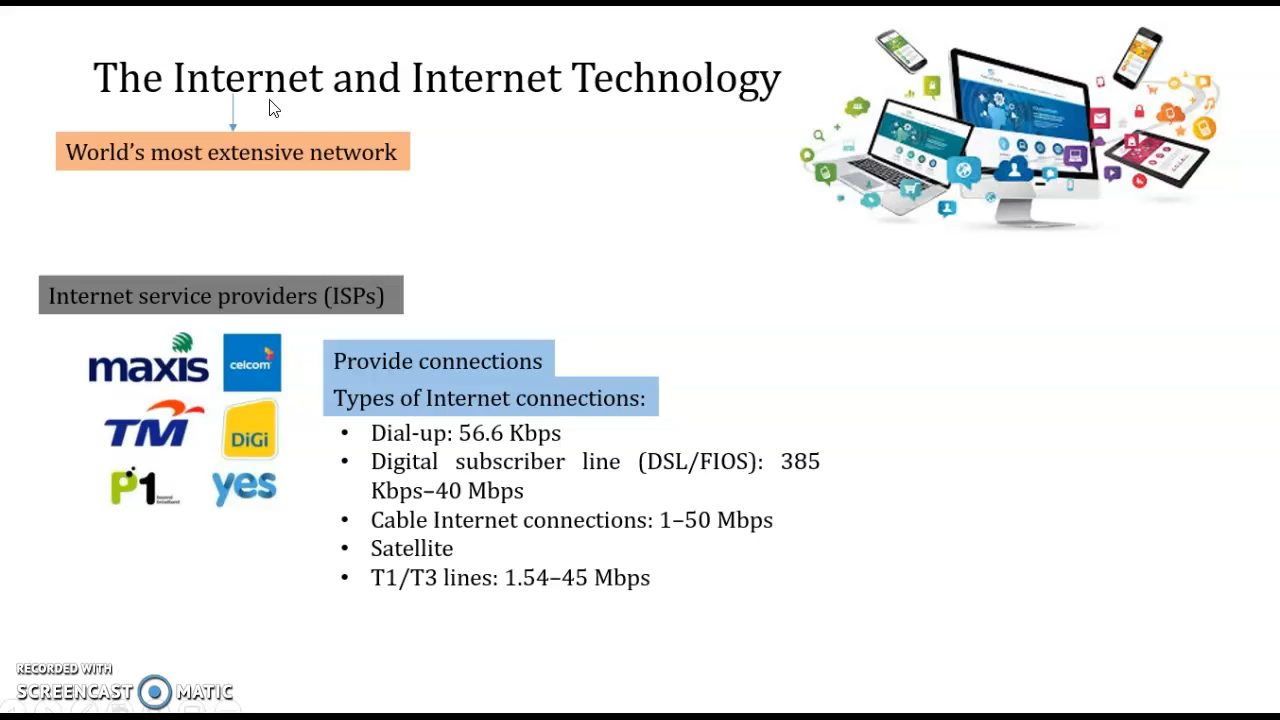 The Internet and Internet Technology
World's most extensive network
Internet service providers (ISPs)
maxis
celcom
TM
DiGi
P1
yes
Provide connections
Types of Internet connections:
• Dial-up: 56.6 Kbps
• Digital subscriber line (DSL/FIOS): 385
Kbps–40 Mbps
• Cable Internet connections: 1–50 Mbps
• Satellite
• T1/T3 lines: 1.54–45 Mbps
RECORDED WITH
SCREENCAST MATIC